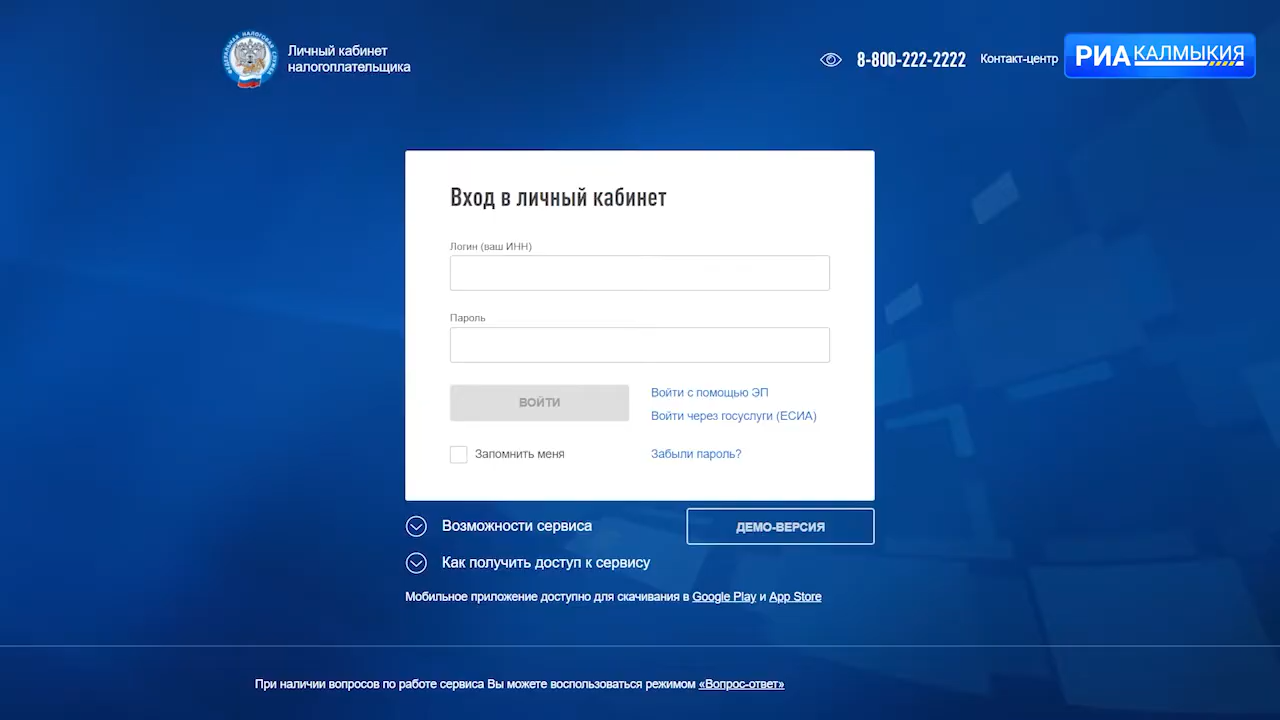 Личный кабинет
налогоплательщика
8-800-222-2222
Контакт-центр
РИА КАЛМЫКИЯ
Вход в личный кабинет
Логин (ваш ИНН)
Пароль
ВОЙТИ
Войти с помощью ЭП
Войти через госуслуги (ЕСИА)
Запомнить меня
Забыли пароль?
Возможности сервиса
ДЕМО-ВЕРСИЯ
Как получить доступ к сервису
Мобильное приложение доступно для скачивания в Google Play и App Store
При наличии вопросов по работе сервиса Вы можете воспользоваться режимом «Вопрос-ответ»